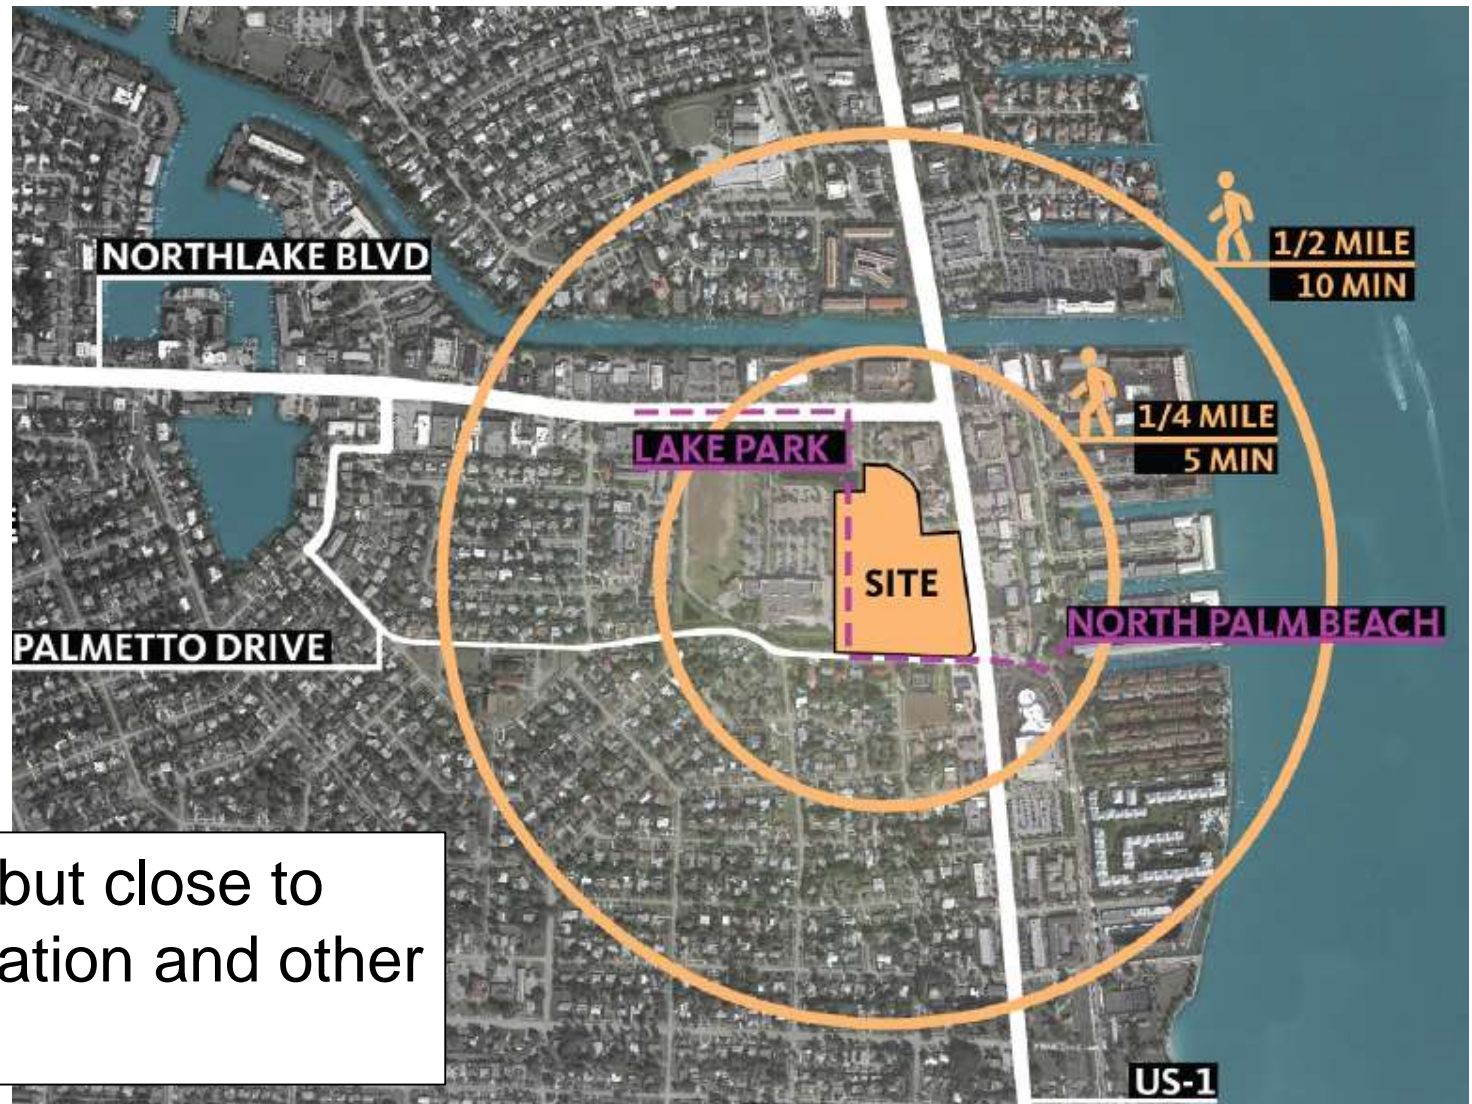 1/2 MILE
10 MIN
NORTHLAKE BLVD
1/4 MILE
5 MIN
LAKE PARK
SITE
NORTH PALM BEACH
PALMETTO DRIVE
but close to
ation and other
US-1